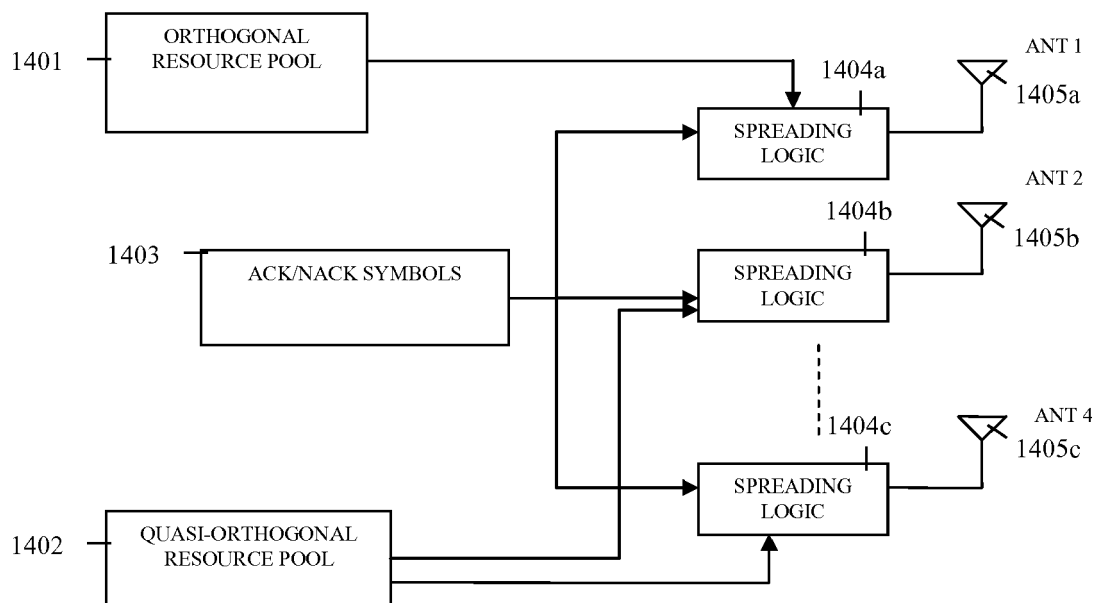 1401
ORTHOGONAL
RESOURCE POOL
1404a
ANT 1
1405a
SPREADING
LOGIC
ANT 2
1404b
1405b
1403
ACK/NACK SYMBOLS
SPREADING
LOGIC
ANT 4
1404c
1405c
SPREADING
LOGIC
1402
QUASI-ORTHOGONAL
RESOURCE POOL